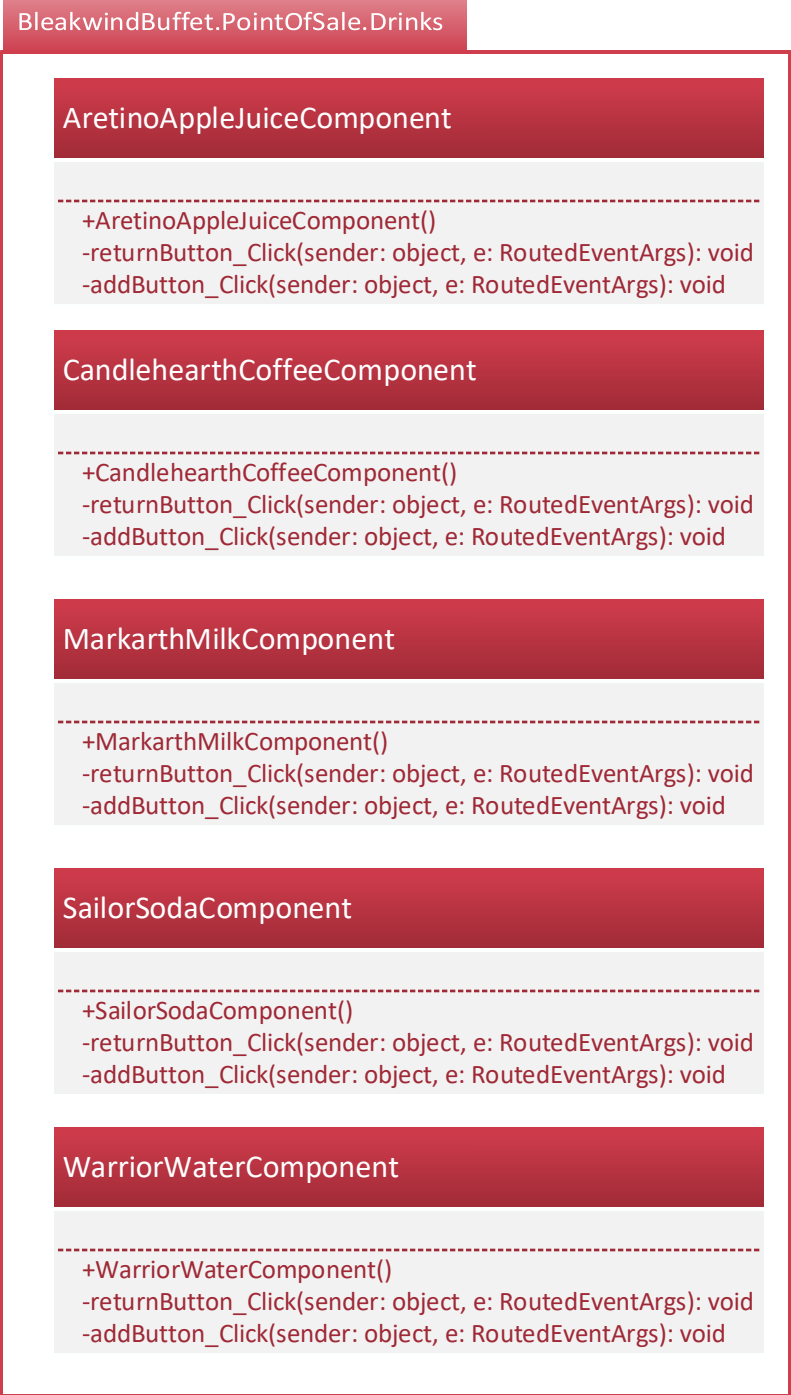 BleakwindBuffet.PointOfSale.Drinks
AretinoAppleJuiceComponent
+AretinoAppleJuiceComponent()
-returnButton_Click(sender: object, e: RoutedEventArgs): void
-addButton_Click(sender: object, e: RoutedEventArgs): void
CandlehearthCoffeeComponent
+CandlehearthCoffeeComponent()
-returnButton_Click(sender: object, e: RoutedEventArgs): void
-addButton_Click(sender: object, e: RoutedEventArgs): void
MarkarthMilkComponent
+MarkarthMilkComponent()
-returnButton_Click(sender: object, e: RoutedEventArgs): void
-addButton_Click(sender: object, e: RoutedEventArgs): void
SailorSodaComponent
+SailorSodaComponent()
-returnButton_Click(sender: object, e: RoutedEventArgs): void
-addButton_Click(sender: object, e: RoutedEventArgs): void
WarriorWaterComponent
+WarriorWaterComponent()
-returnButton_Click(sender: object, e: RoutedEventArgs): void
-addButton_Click(sender: object, e: RoutedEventArgs): void